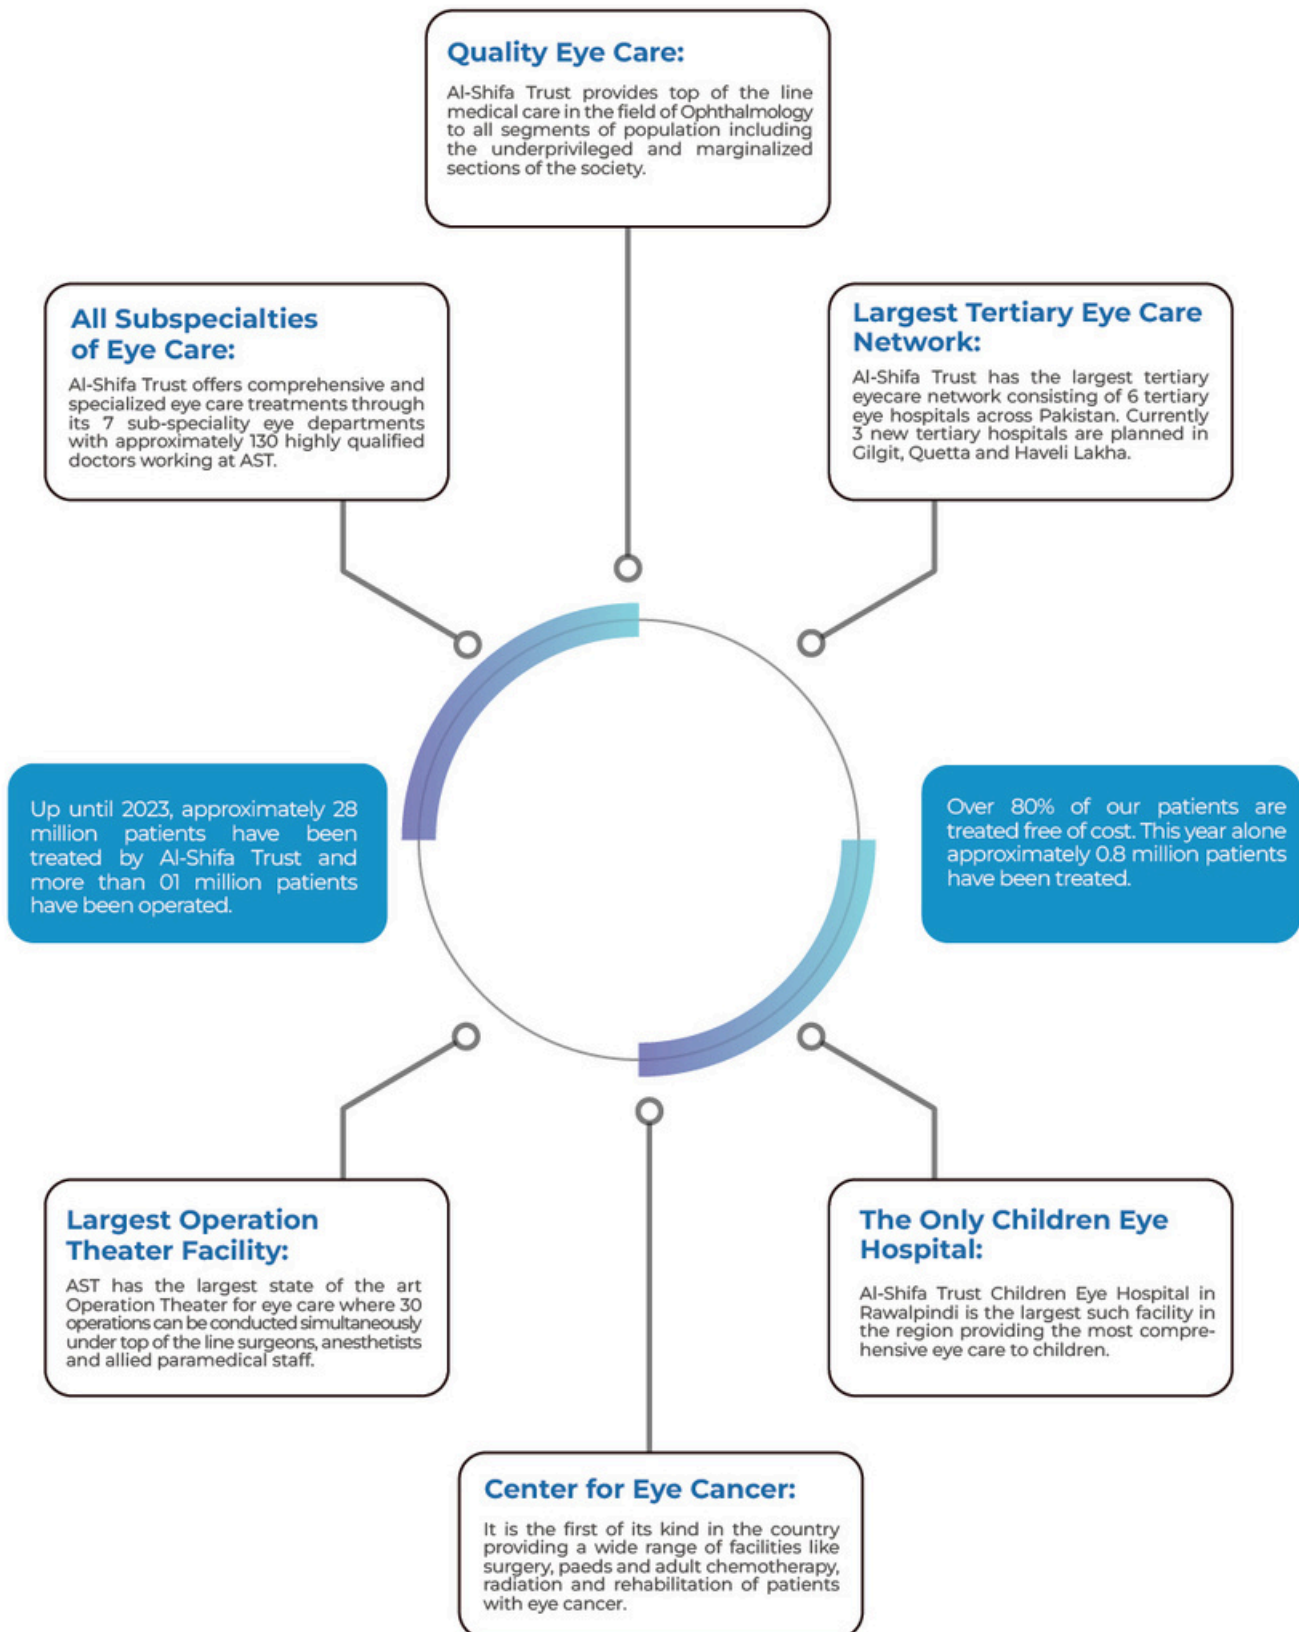 Quality Eye Care:
Al-Shifa Trust provides top of the line
medical care in the field of Ophthalmology
to all segments of population including
the underprivileged and marginalized
sections of the society.
All Subspecialties
of Eye Care:
Al-Shifa Trust offers comprehensive and
specialized eye care treatments through
its 7 sub-speciality eye departments
with approximately 130 highly qualified
doctors working at AST.
Largest Tertiary Eye Care
Network:
Al-Shifa Trust has the largest tertiary
eyecare network consisting of 6 tertiary
eye hospitals across Pakistan. Currently
3 new tertiary hospitals are planned in
Gilgit, Quetta and Haveli Lakha.
Up until 2023, approximately 28
million patients have been
treated by Al-Shifa Trust and
more than 01 million patients
have been operated.
Over 80% of our patients are
treated free of cost. This year alone
approximately 0.8 million patients
have been treated.
Largest Operation
Theater Facility:
AST has the largest state of the art
Operation Theater for eye care where 30
operations can be conducted simultaneously
under top of the line surgeons, anesthetists
and allied paramedical staff.
The Only Children Eye
Hospital:
Al-Shifa Trust Children Eye Hospital in
Rawalpindi is the largest such facility in
the region providing the most compre-
hensive eye care to children.
Center for Eye Cancer:
It is the first of its kind in the country
providing a wide range of facilities like
surgery, paeds and adult chemotherapy,
radiation and rehabilitation of patients
with eye cancer.